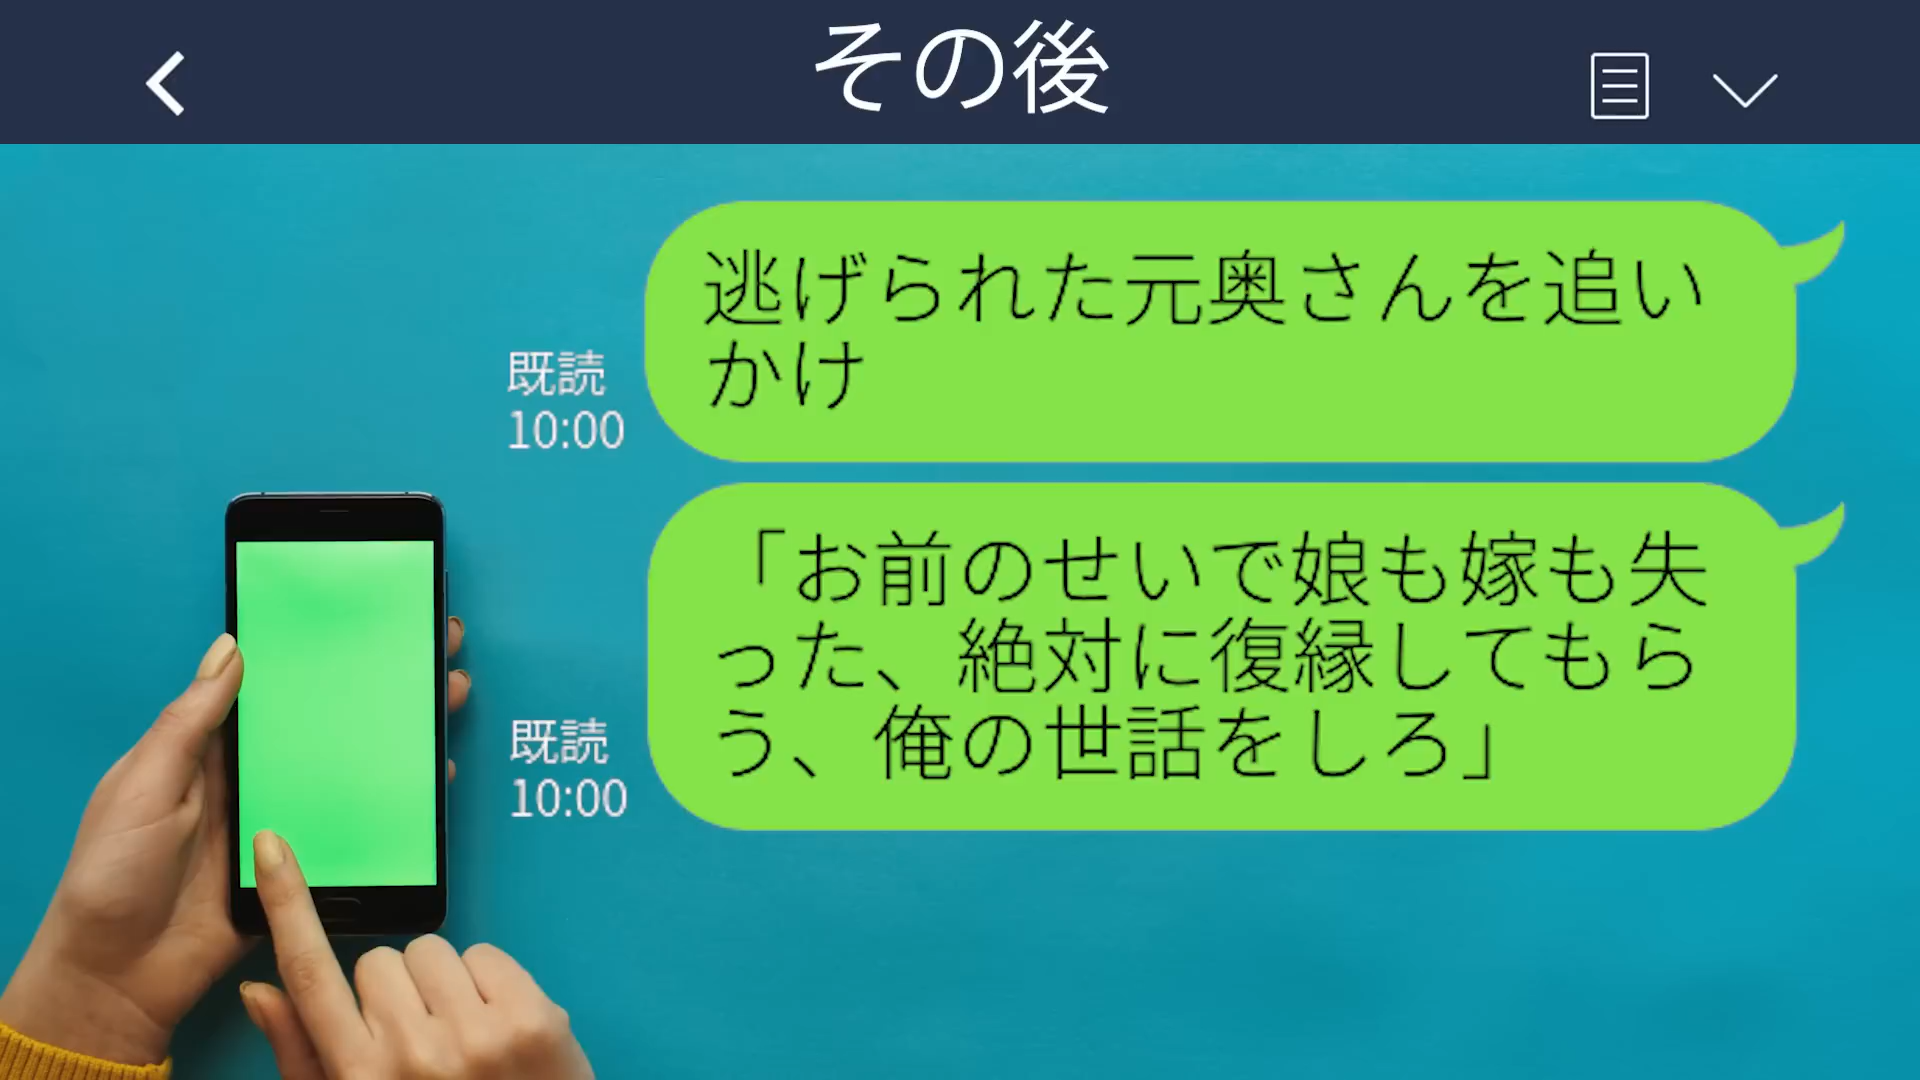 その後
逃げられた元奥さんを追い
かけ
既読
10:00
「お前のせいで娘も嫁も失
った、絶対に復縁してもら
う、俺の世話をしろ」
既読
10:00